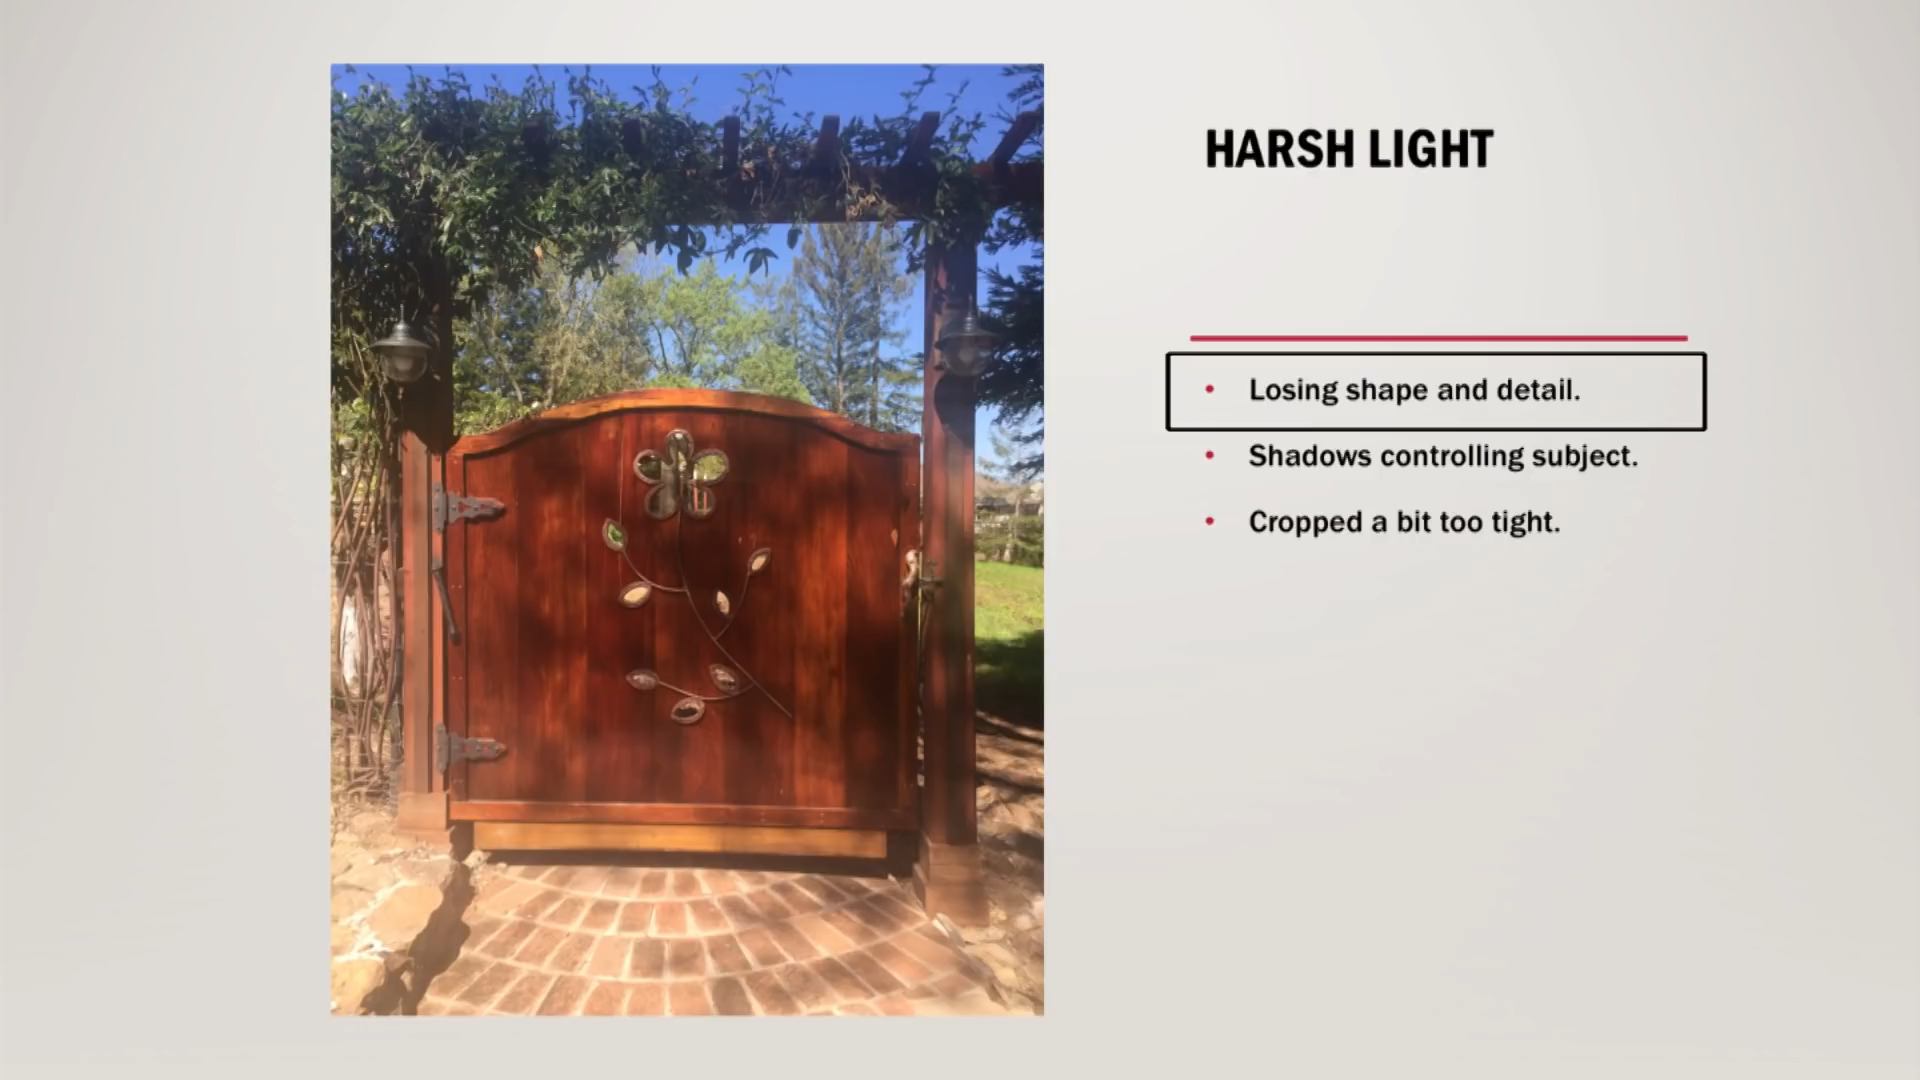 HARSH LIGHT
• Losing shape and detail.
• Shadows controlling subject.
• Cropped a bit too tight.